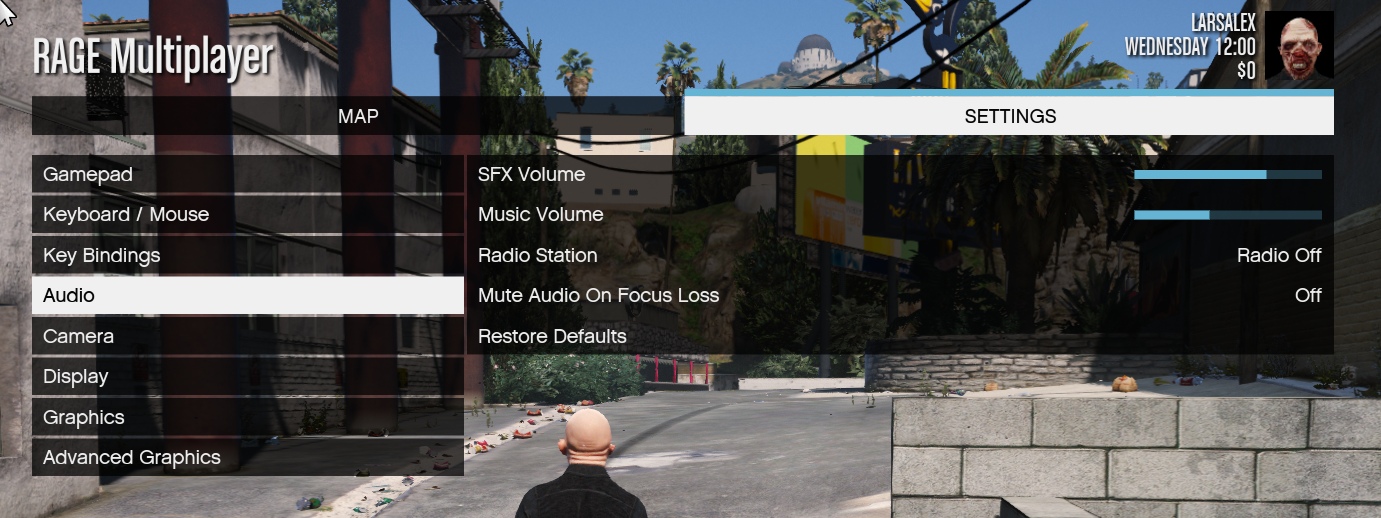 RAGE Multiplayer
LARSALEX
WEDNESDAY 12:00
$0
MAP
SETTINGS
Gamepad
Keyboard / Mouse
Key Bindings
Audio
Camera
Display
Graphics
Advanced Graphics
SFX Volume
Music Volume
Radio Station Radio Off
Mute Audio On Focus Loss Off
Restore Defaults